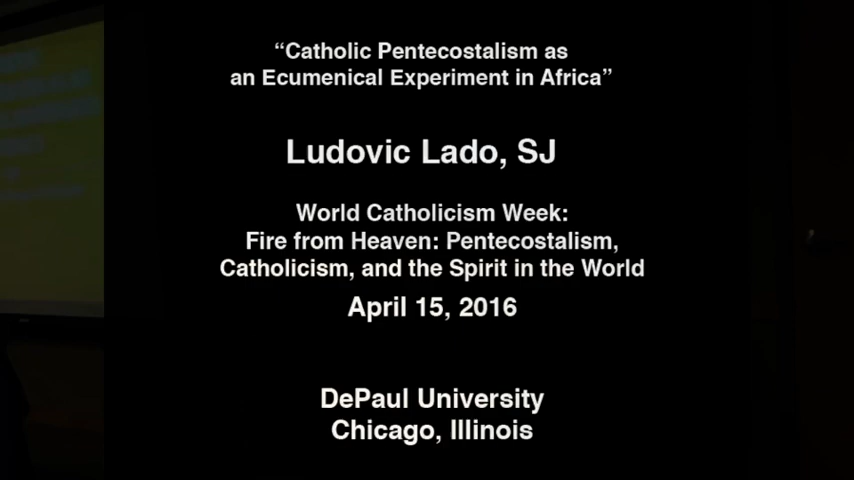 “Catholic Pentecostalism as
an Ecumenical Experiment in Africa”
Ludovic Lado, SJ
World Catholicism Week:
Fire from Heaven: Pentecostalism,
Catholicism, and the Spirit in the World
April 15, 2016
DePaul University
Chicago, Illinois